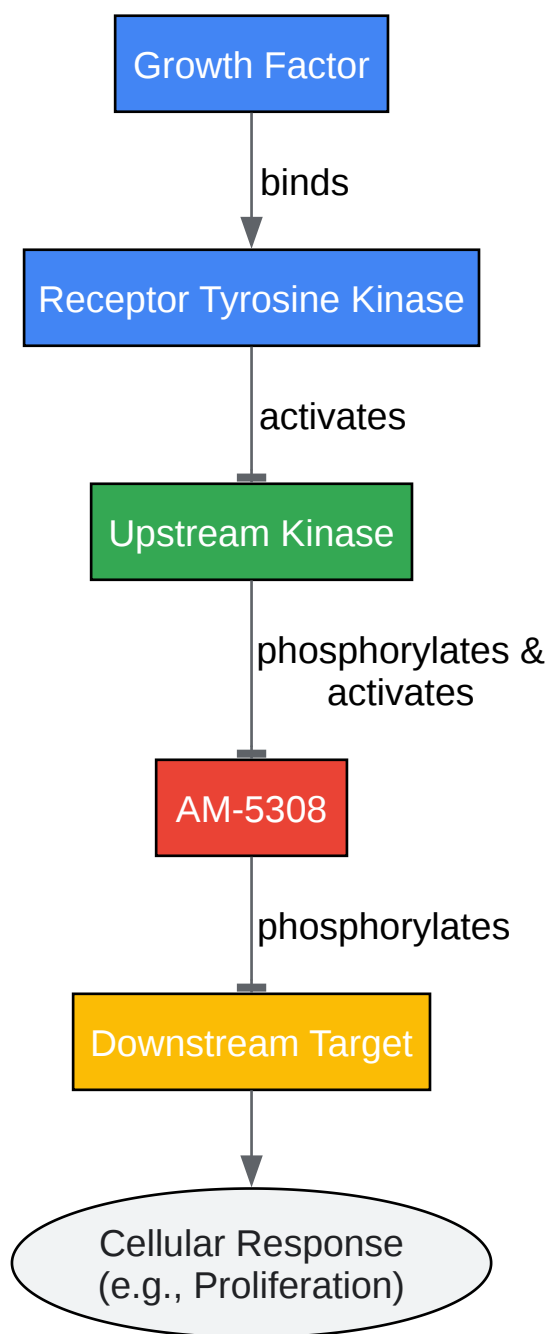 Growth Factor
binds
Receptor Tyrosine Kinase
activates
Upstream Kinase
phosphorylates &
activates
AM-5308
phosphorylates
Downstream Target
Cellular Response
(e.g., Proliferation)